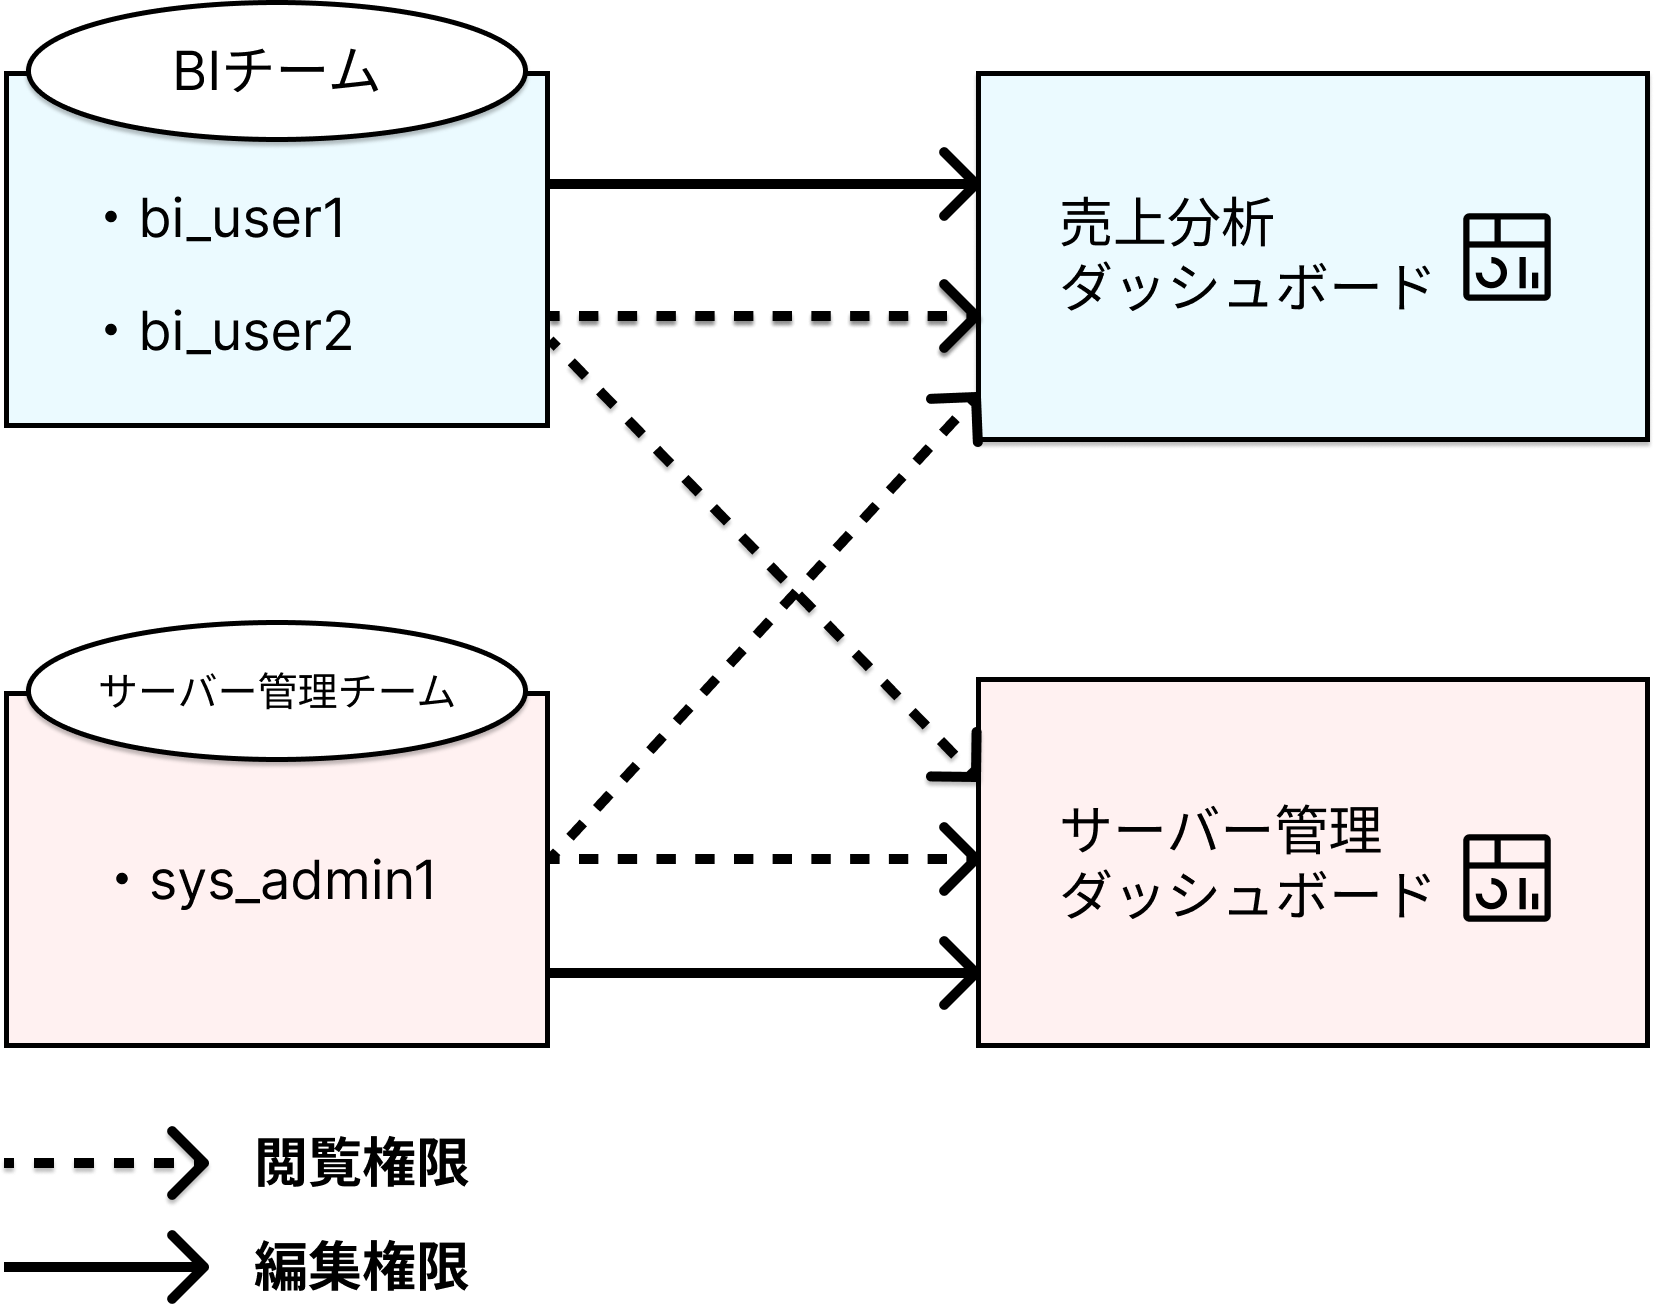 BIチーム
・bi_user1
・bi_user2
売上分析
ダッシュボード
サーバー管理チーム
・sys_admin1
サーバー管理
ダッシュボード
閲覧権限
編集権限